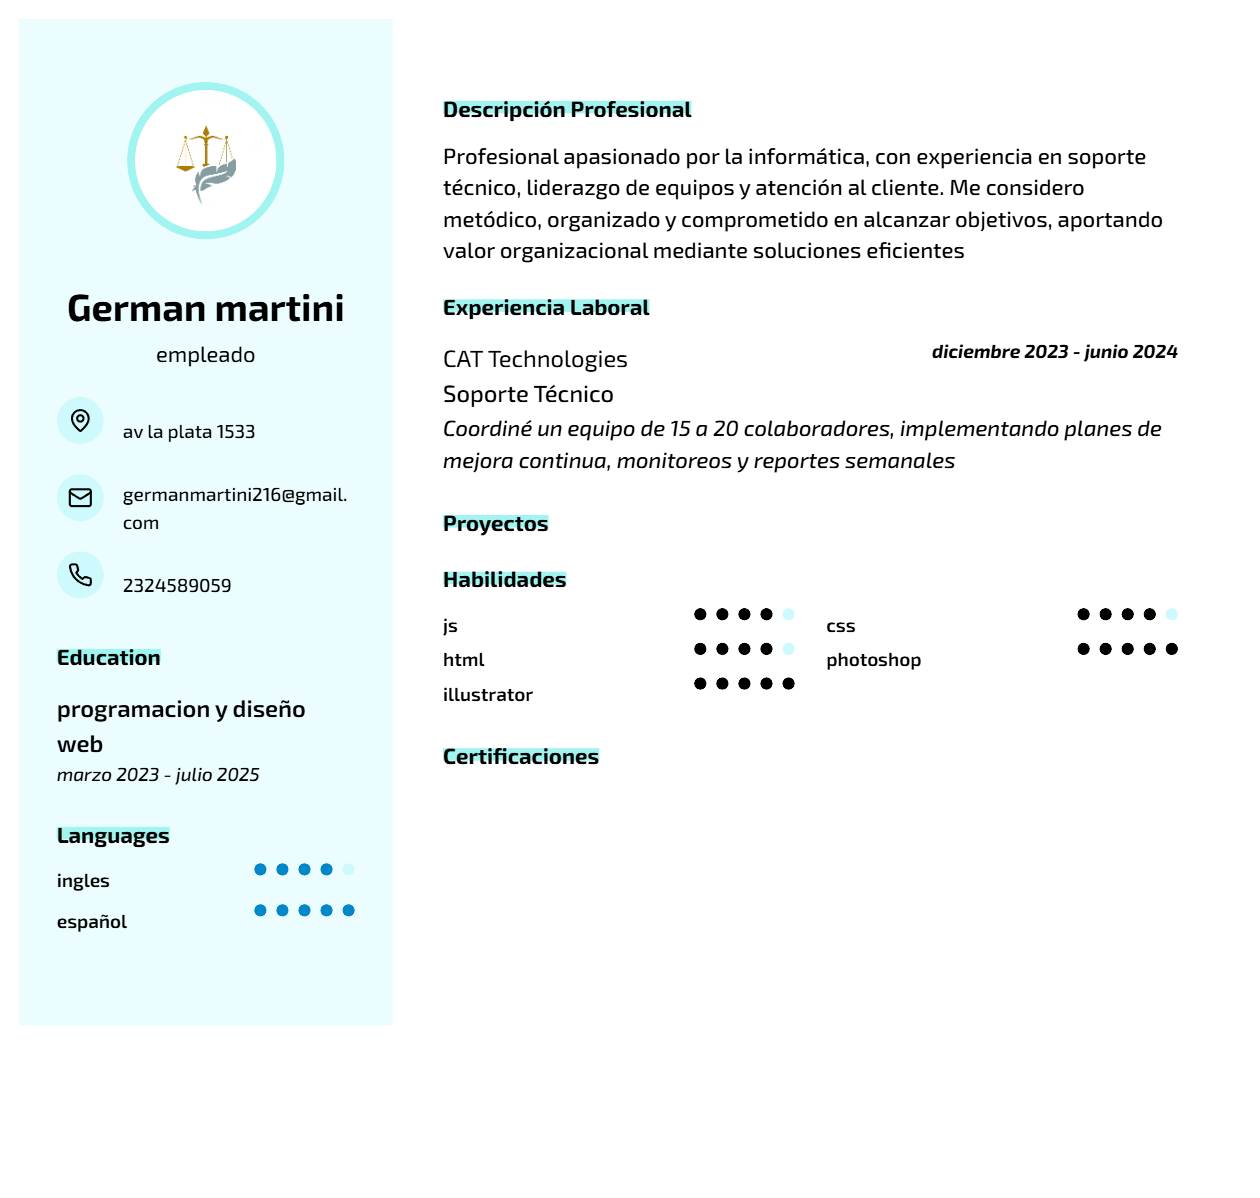 German martini
empleado
av la plata 1533
germanmartini216@gmail.
com
2324589059
Education
programacion y diseño
web
marzo 2023 - julio 2025
Languages
ingles
español
Descripción Profesional
Profesional apasionado por la informática, con experiencia en soporte
técnico, liderazgo de equipos y atención al cliente. Me considero
metódico, organizado y comprometido en alcanzar objetivos, aportando
valor organizacional mediante soluciones eficientes
Experiencia Laboral
CAT Technologies
diciembre 2023 - junio 2024
Soporte Técnico
Coordiné un equipo de 15 a 20 colaboradores, implementando planes de
mejora continua, monitoreos y reportes semanales
Proyectos
Habilidades
js
css
html
photoshop
illustrator
Certificaciones